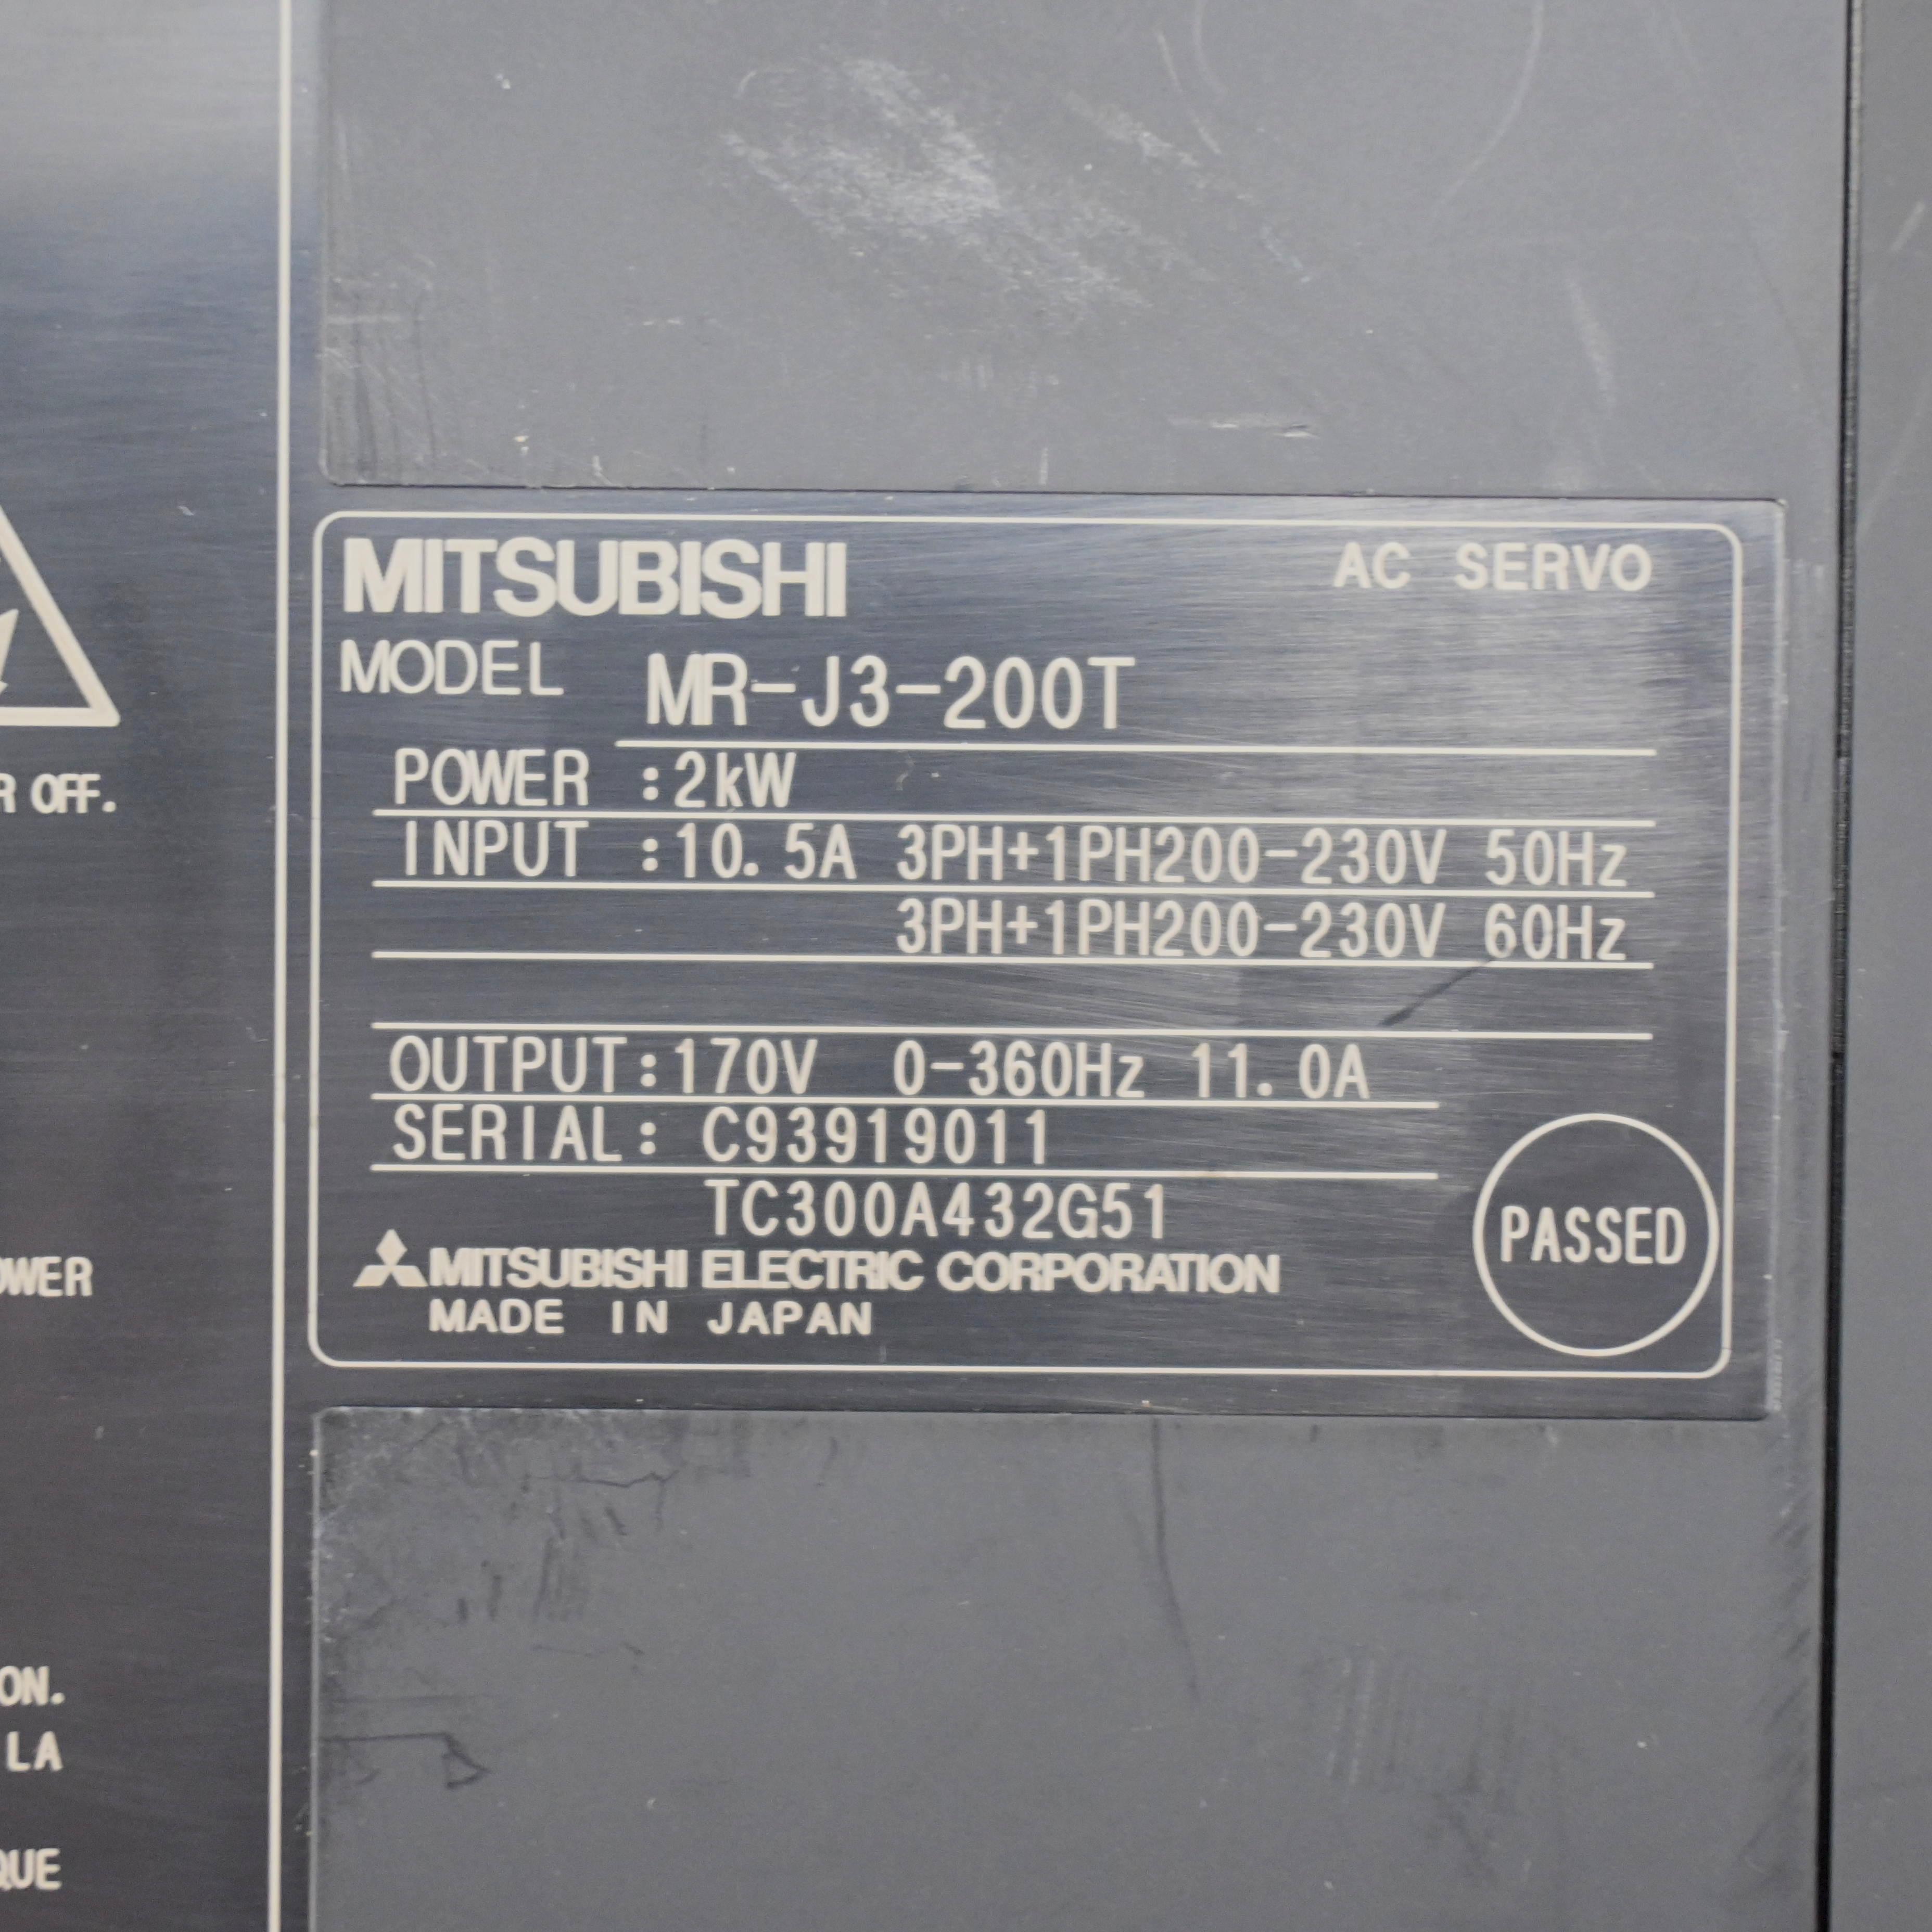 R OFF.
OWER
ON.
LA
QUE
MITSUBISHI AC SERVO
MODEL MR-J3-200T
POWER :2kW
INPUT :10.5A 3PH+1PH200-230V 50Hz
3PH+1PH200-230V 60Hz
OUTPUT:170V 0-360Hz 11.0A
SERIAL: C93919011
TC300A432G51
MITSUBISHI ELECTRIC CORPORATION
MADE IN JAPAN
PASSED